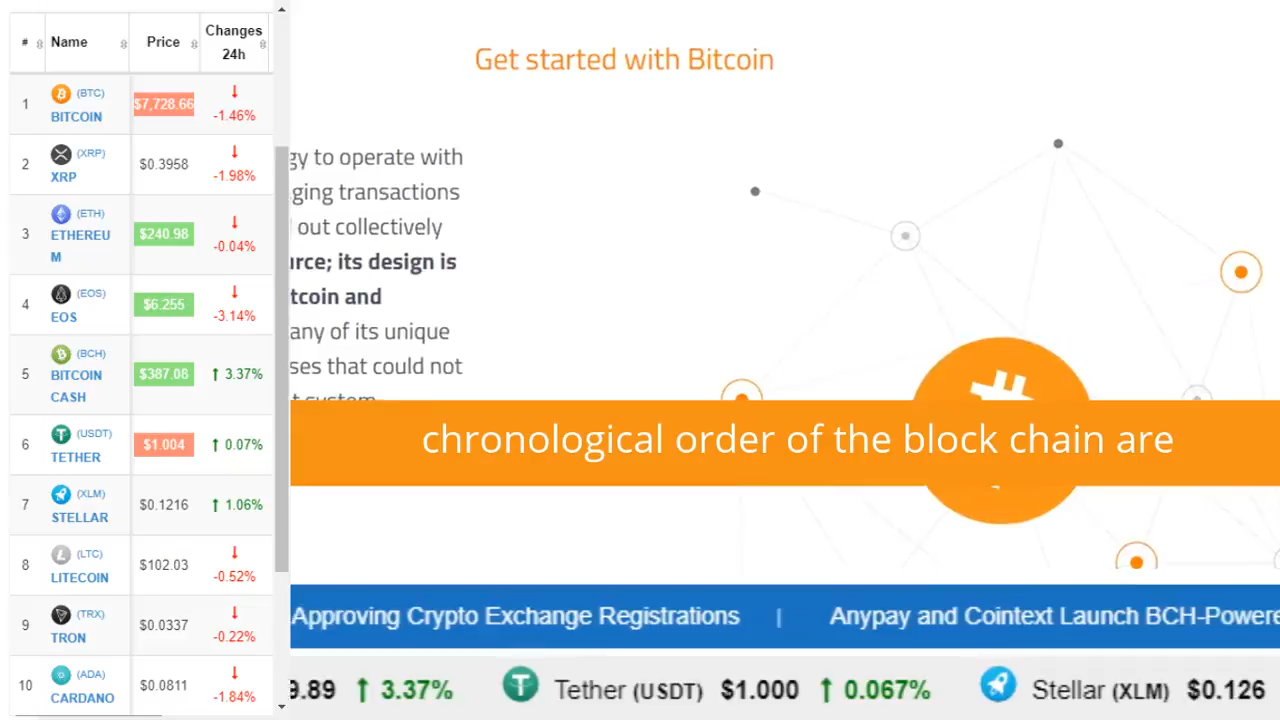 # Name Price Changes 24h
1 (BTC) BITCOIN $7,728.66 -1.46%
2 (XRP) XRP $0.3958 -1.98%
3 (ETH) ETHEREU
M $240.98 -0.04%
4 (EOS) EOS $6.255 -3.14%
5 (BCH) BITCOIN
CASH $387.08 3.37%
6 (USDT) TETHER $1.004 0.07%
7 (XLM) STELLAR $0.1216 1.06%
8 (LTC) LITECOIN $102.03 -0.52%
9 (TRX) TRON $0.0337 -0.22%
10 (ADA) CARDANO $0.0811 -1.84%
Get started with Bitcoin
gy to operate with
ging transactions
out collectively
urce; its design is
tcoin and
any of its unique
ses that could not
system
chronological order of the block chain are
Approving Crypto Exchange Registrations | Anypay and Cointext Launch BCH-Powere
9.89 3.37% Tether (USDT) $1.000 0.067% Stellar (XLM) $0.126